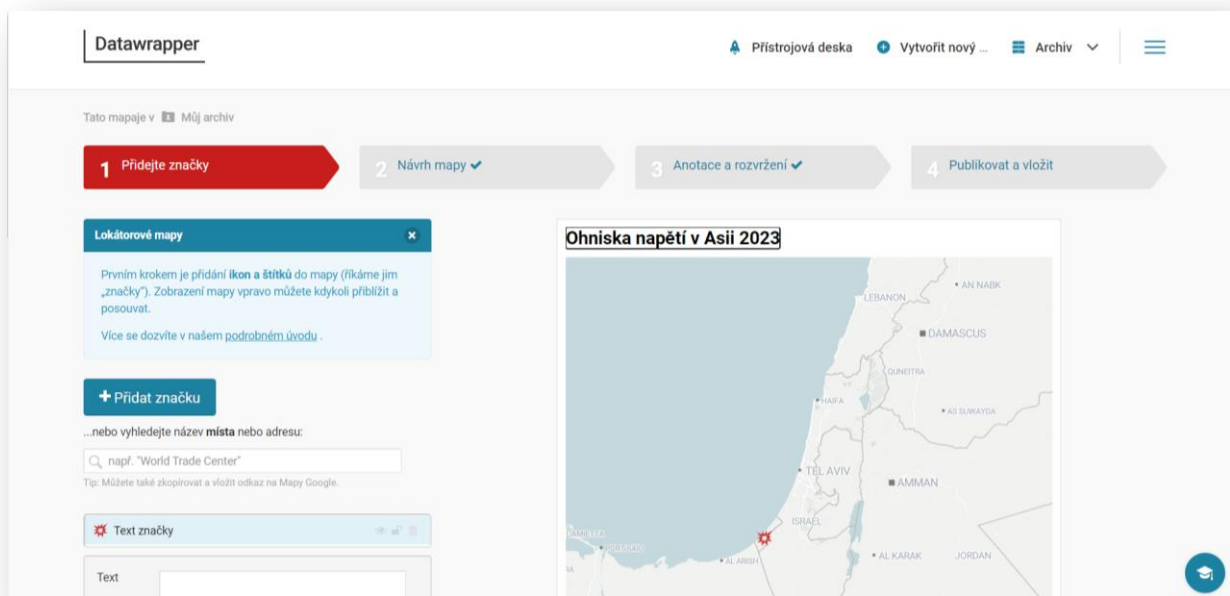 Datawrapper
Přístrojová deska
Vytvořit nový ...
Archiv
Tato mapaje v Můj archiv
1 Přidejte značky
2 Návrh mapy
3 Anotace a rozvržení
4 Publikovat a vložit
Lokátorové mapy
Prvním krokem je přidání ikon a štítků do mapy (říkáme jim
„značky"). Zobrazení mapy vpravo můžete kdykoli přiblížit a
posouvat.
Více se dozvíte v našem podrobném úvodu .
+ Přidat značku
...nebo vyhledejte název místa nebo adresu:
např. "World Trade Center"
Tip: Můžete také zkopírovat a vložit odkaz na Mapy Google.
Text značky
Text
Ohniska napětí v Asii 2023
LEBANON
AN NABK
DAMASCUS
QUNEITRA
HAIFA
AS SUWAYDA
TEL AVIV
AMMAN
ISRAEL
PORT SAID
AL ARISH
AL KARAK
JORDAN